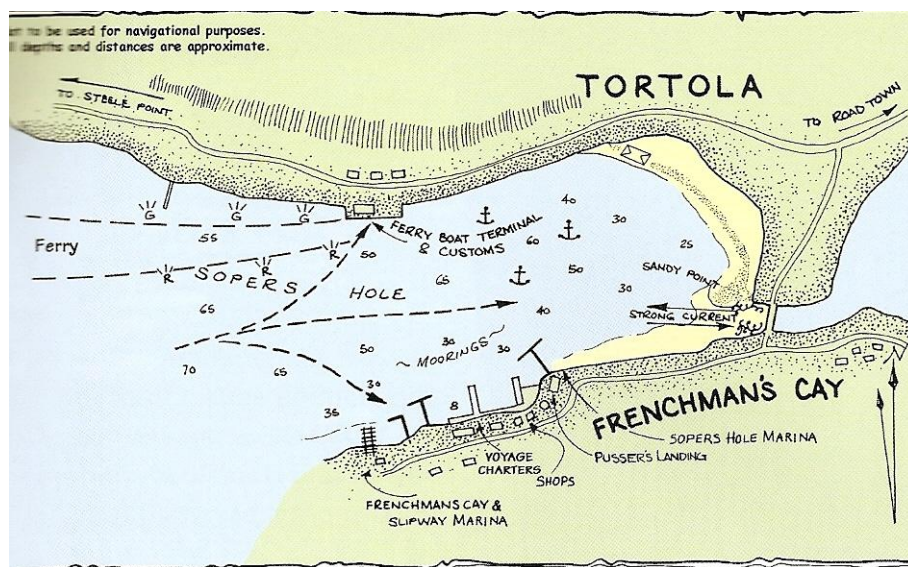 to be used for navigational purposes.
depths and distances are approximate.
TO STEELE POINT
TORTOLA
TO ROAD TOWN
G
G
G
40
30
FERRY BOAT TERMINAL
& CUSTOMS
Ferry
55
R
R
R
50
60
25
SOPERS
HOLE
65
50
SANDY POINT
30
65
40
STRONG CURRENT
50
30
30
~MOORINGS~
70
65
30
36
8
FRENCHMAN'S CAY
SOPERS HOLE MARINA
PUSSER'S LANDING
VOYAGE
CHARTERS
SHOPS
FRENCHMANS CAY &
SLIPWAY MARINA